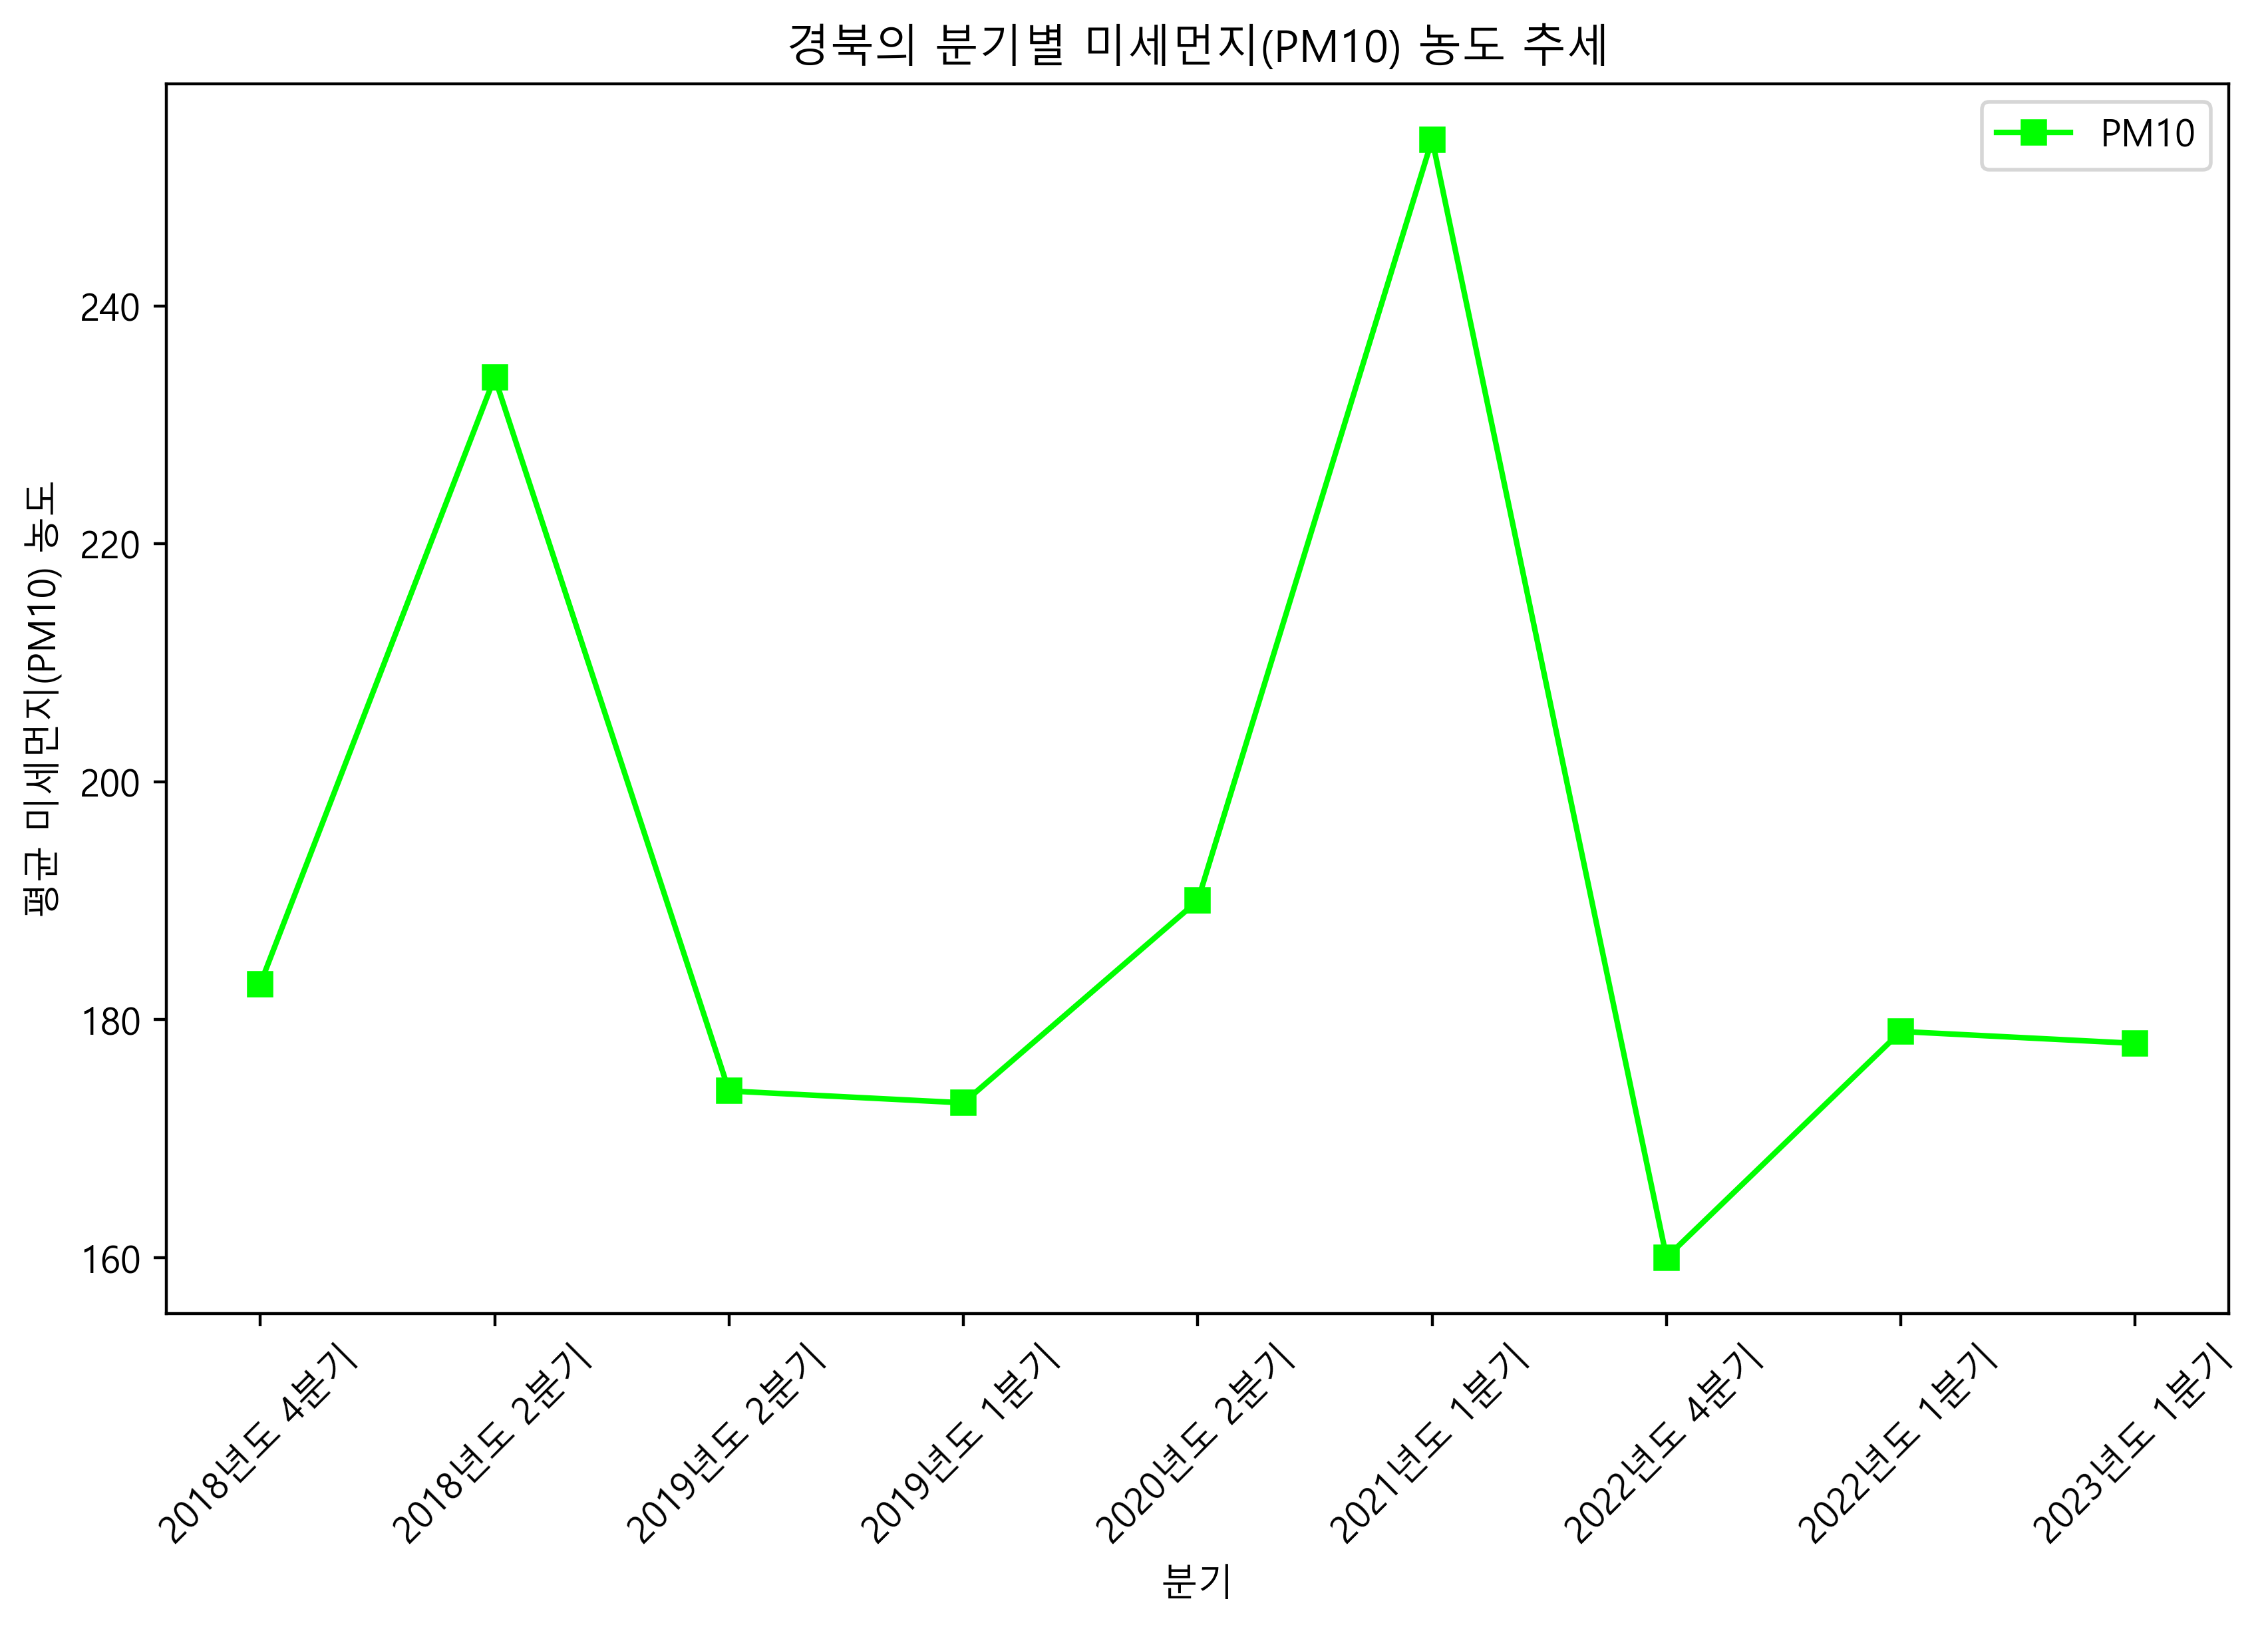 경북의 분기별 미세먼지(PM10) 농도 추세
PM10
평균 미세먼지(PM10) 농도
240
220
200
180
160
2018년도 4분기
2018년도 2분기
2019년도 2분기
2019년도 1분기
2020년도 2분기
2021년도 1분기
2022년도 4분기
2022년도 1분기
2023년도 1분기
분기